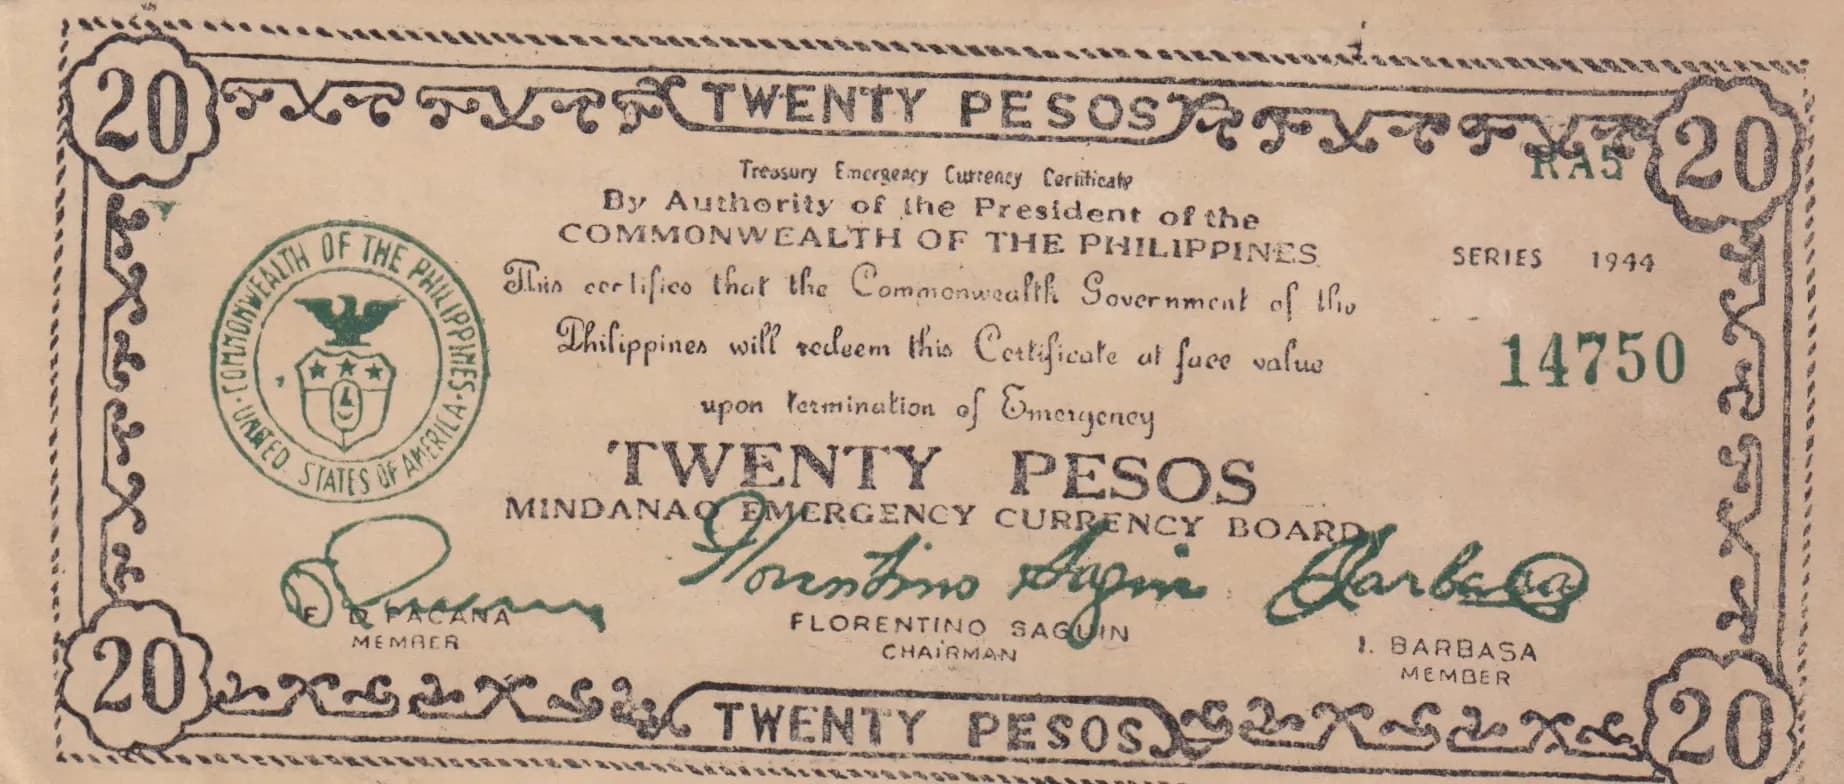 20 TWENTY PESOS 20
RA5
Treasury Emergency Currency Certificate
By Authority of the President of the
COMMONWEALTH OF THE PHILIPPINES
SERIES 1944
This certifies that the Commonwealth Government of the
Philippines will redeem this Certificate at face value
upon termination of Emergency
14750
COMMONWEALTH OF THE PHILIPPINES
UNITED STATES OF AMERICA
TWENTY PESOS
MINDANAO EMERGENCY CURRENCY BOARD
Florentino Saguin
Barbasa
F. D. PACANA
MEMBER
FLORENTINO SAGUIN
CHAIRMAN
I. BARBASA
MEMBER
20 TWENTY PESOS 20